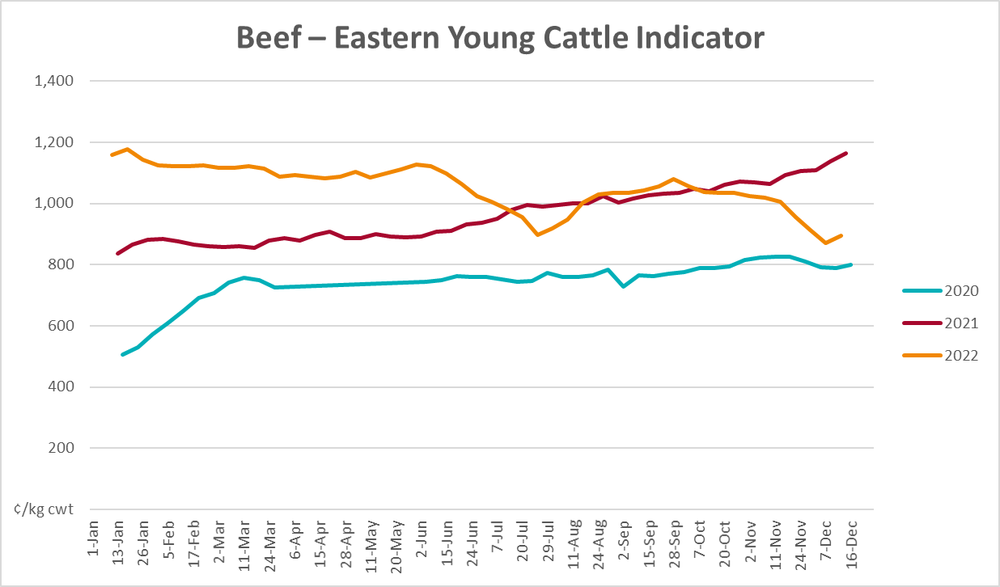 Beef – Eastern Young Cattle Indicator
1,400
1,200
1,000
800
600
400
200
¢/kg cwt
1-Jan
13-Jan
26-Jan
5-Feb
17-Feb
2-Mar
11-Mar
24-Mar
6-Apr
15-Apr
28-Apr
11-May
20-May
2-Jun
15-Jun
24-Jun
7-Jul
20-Jul
29-Jul
11-Aug
24-Aug
2-Sep
15-Sep
28-Sep
7-Oct
20-Oct
2-Nov
11-Nov
24-Nov
7-Dec
16-Dec
2020
2021
2022